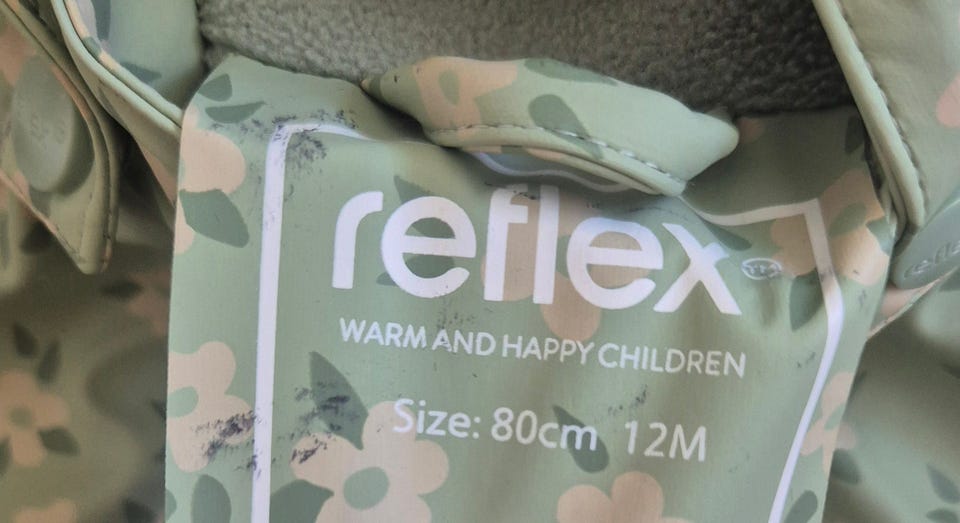 reflex
WARM AND HAPPY CHILDREN
Size: 80cm 12M